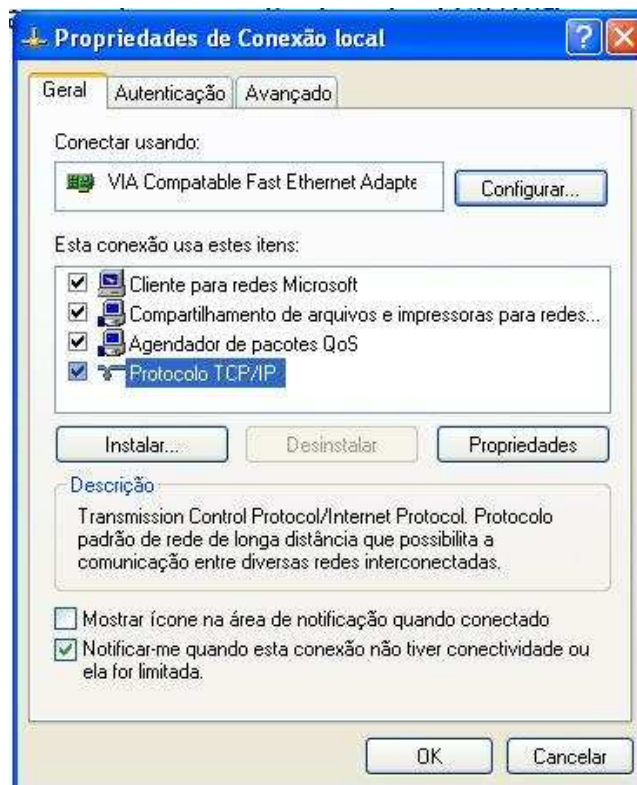 Propriedades de Conexão local
Geral Autenticação Avançado
Conectar usando:
VIA Compatable Fast Ethernet Adapte Configurar...
Esta conexão usa estes itens:
Cliente para redes Microsoft
Compartilhamento de arquivos e impressoras para redes...
Agendador de pacotes QoS
Protocolo TCP/IP
Instalar... Desinstalar Propriedades
Descrição
Transmission Control Protocol/Internet Protocol. Protocolo
padrão de rede de longa distância que possibilita a
comunicação entre diversas redes interconectadas.
Mostrar ícone na área de notificação quando conectado
Notificar-me quando esta conexão não tiver conectividade ou
ela for limitada.
OK Cancelar